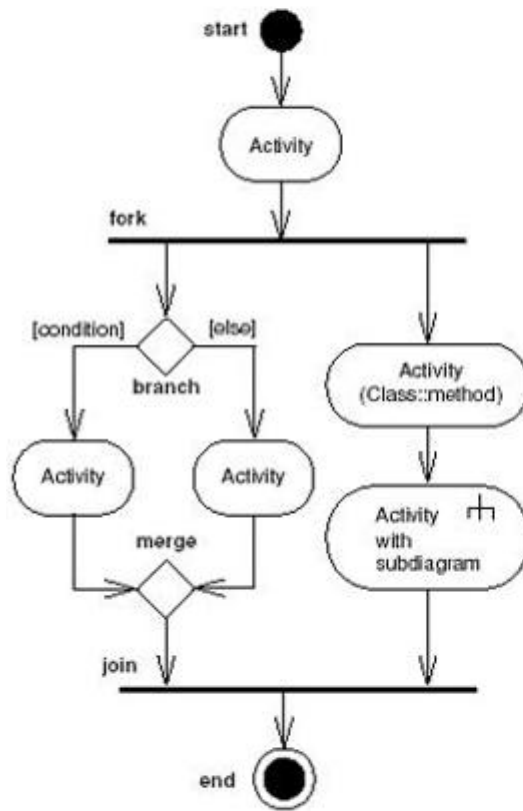 start
Activity
fork
[condition]
[else]
branch
Activity
(Class::method)
Activity
Activity
Activity
with
subdiagram
merge
join
end